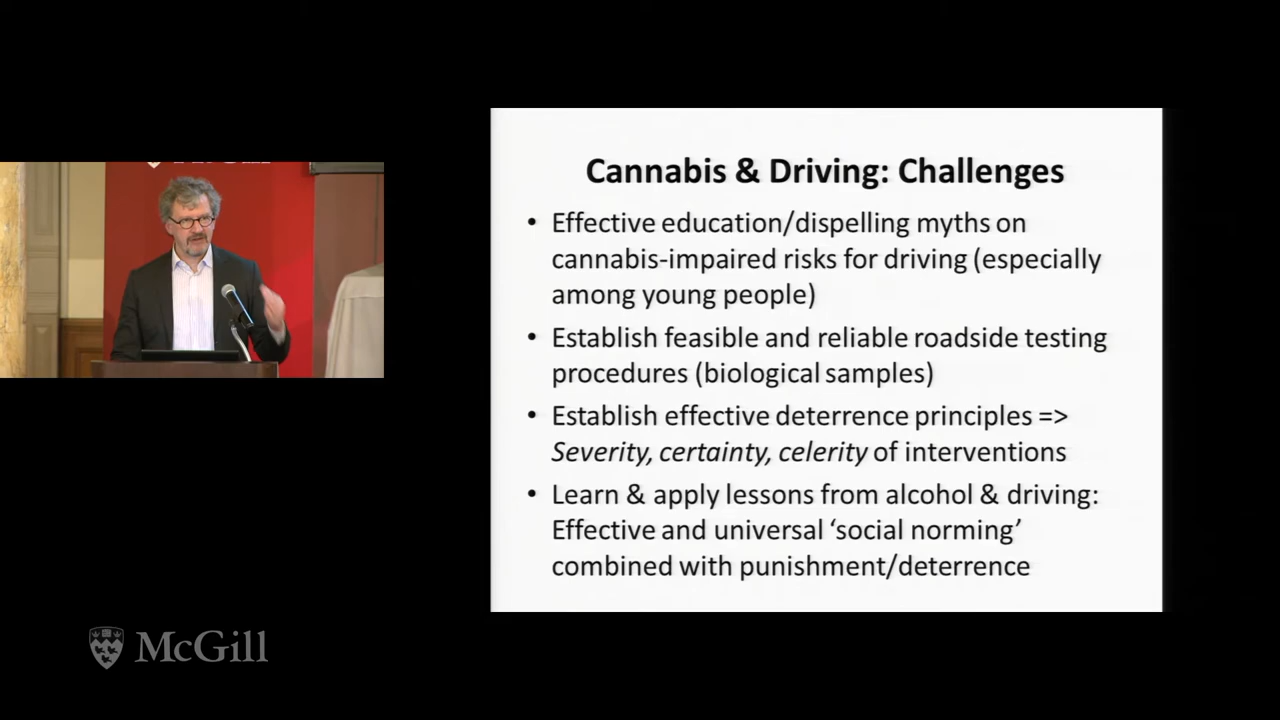 Cannabis & Driving: Challenges
• Effective education/dispelling myths on
cannabis-impaired risks for driving (especially
among young people)
• Establish feasible and reliable roadside testing
procedures (biological samples)
• Establish effective deterrence principles =>
Severity, certainty, celerity of interventions
• Learn & apply lessons from alcohol & driving:
Effective and universal ‘social norming’
combined with punishment/deterrence
McGill